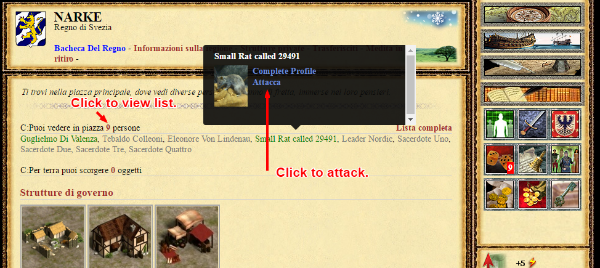 NARKE
Regno di Svezia
Bacheca Del Regno - Informazioni sulla
ritiro -
Small Rat called 29491
Complete Profile
Attacca
Ti trovi nella piazza principale, dove vedi diverse
Click to view list.
C:Puoi vedere in piazza 9 persone
Lista completa
Guglielmo Di Valenza, Tebaldo Colleoni, Eleonore Von Lindenau, Small Rat called 29491, Leader Nordic, Sacerdote Uno,
Sacerdote Due, Sacerdote Tre, Sacerdote Quattro
C:Per terra puoi scorgere 0 oggetti
Click to attack.
Strutture di governo
9
+5